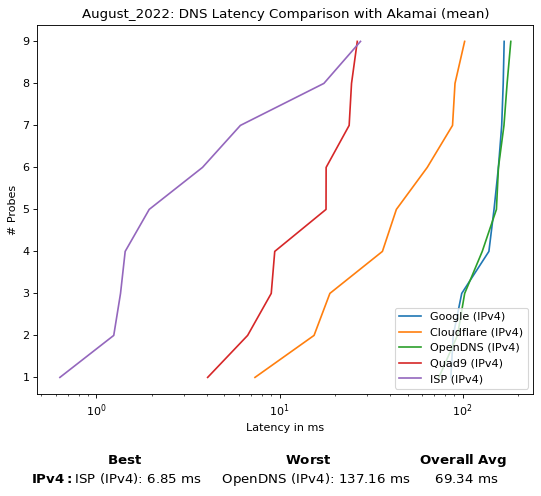 August_2022: DNS Latency Comparison with Akamai (mean)
9
8
7
6
5
4
3
2
1
# Probes
Google (IPv4)
Cloudflare (IPv4)
OpenDNS (IPv4)
Quad9 (IPv4)
ISP (IPv4)
10⁰ 10¹ 10²
Latency in ms
Best Worst Overall Avg
IPv4: ISP (IPv4): 6.85 ms OpenDNS (IPv4): 137.16 ms 69.34 ms